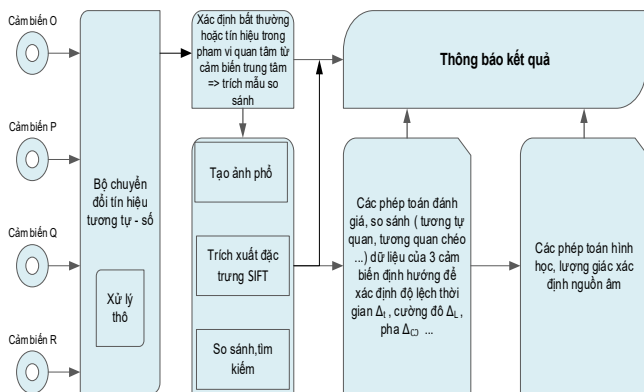 Cảm biến O
Cảm biến P
Cảm biến Q
Cảm biến R
Bộ chuyển
đổi tín hiệu
tương tự - số
Xử lý
thô
Xác định bất thường
hoặc tín hiệu trong
pham vi quan tâm từ
cảm biến trung tâm
=> trích mẫu so
sánh
Tạo ảnh phổ
Trích xuất đặc
trưng SIFT
So sánh,tìm
kiếm
Thông báo kết quả
Các phép toán đánh
giá, so sánh ( tương tự
quan, tương quan chéo
...) dữ liệu của 3 cảm
biến định hướng để
xác định độ lệch thời
gian Δt , cường độ ΔL ,
pha Δ ...
Các phép toán hình
học, lượng giác xác
định nguồn âm